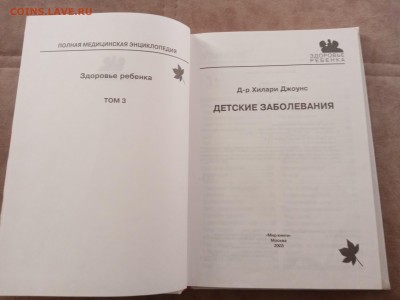 COINS.LAVE.RU
ПОЛНАЯ МЕДИЦИНСКАЯ ЭНЦИКЛОПЕДИЯ
Здоровье ребенка
ТОМ 3
ЗДОРОВЬЕ
РЕБЕНКА
Д-р Хилари Джоунс
ДЕТСКИЕ ЗАБОЛЕВАНИЯ
Москва